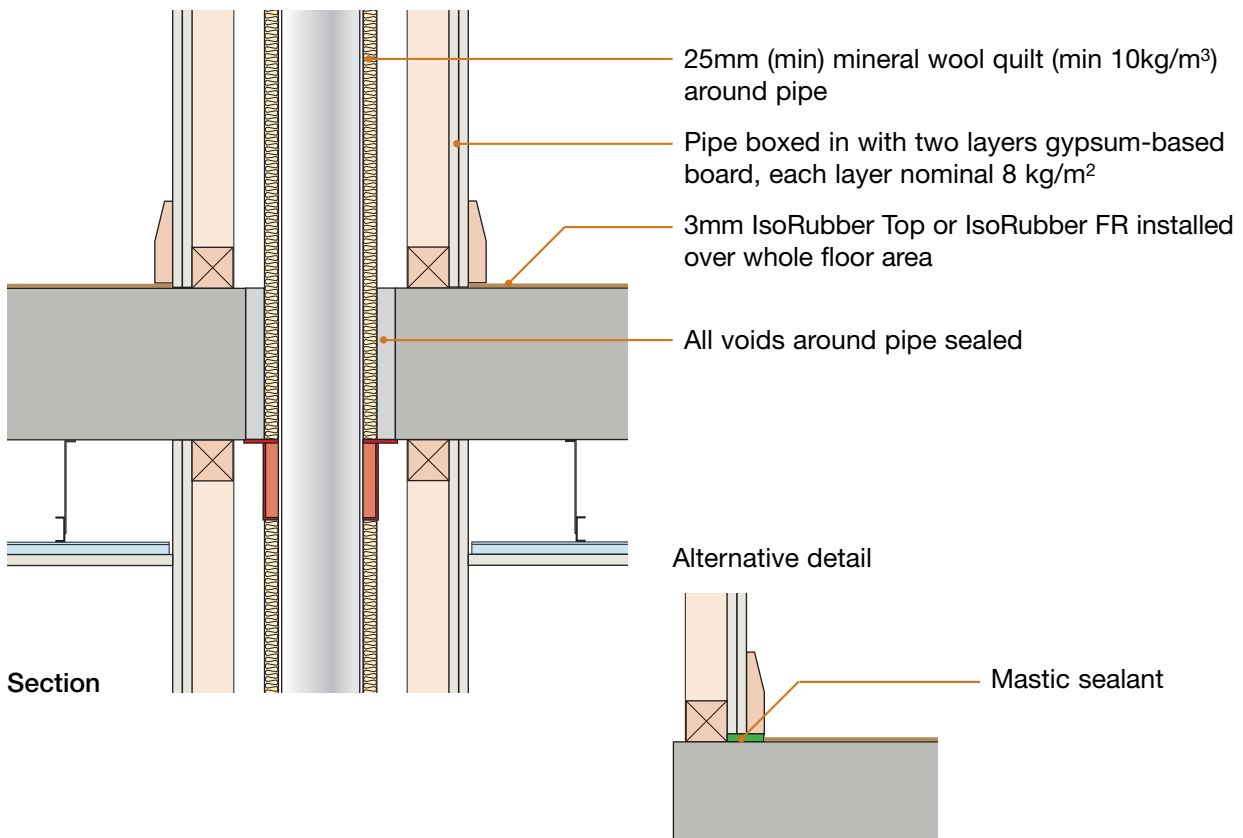 25mm (min) mineral wool quilt (min 10kg/m³)
around pipe
Pipe boxed in with two layers gypsum-based
board, each layer nominal 8 kg/m²
3mm IsoRubber Top or IsoRubber FR installed
over whole floor area
All voids around pipe sealed
Alternative detail
Section
Mastic sealant